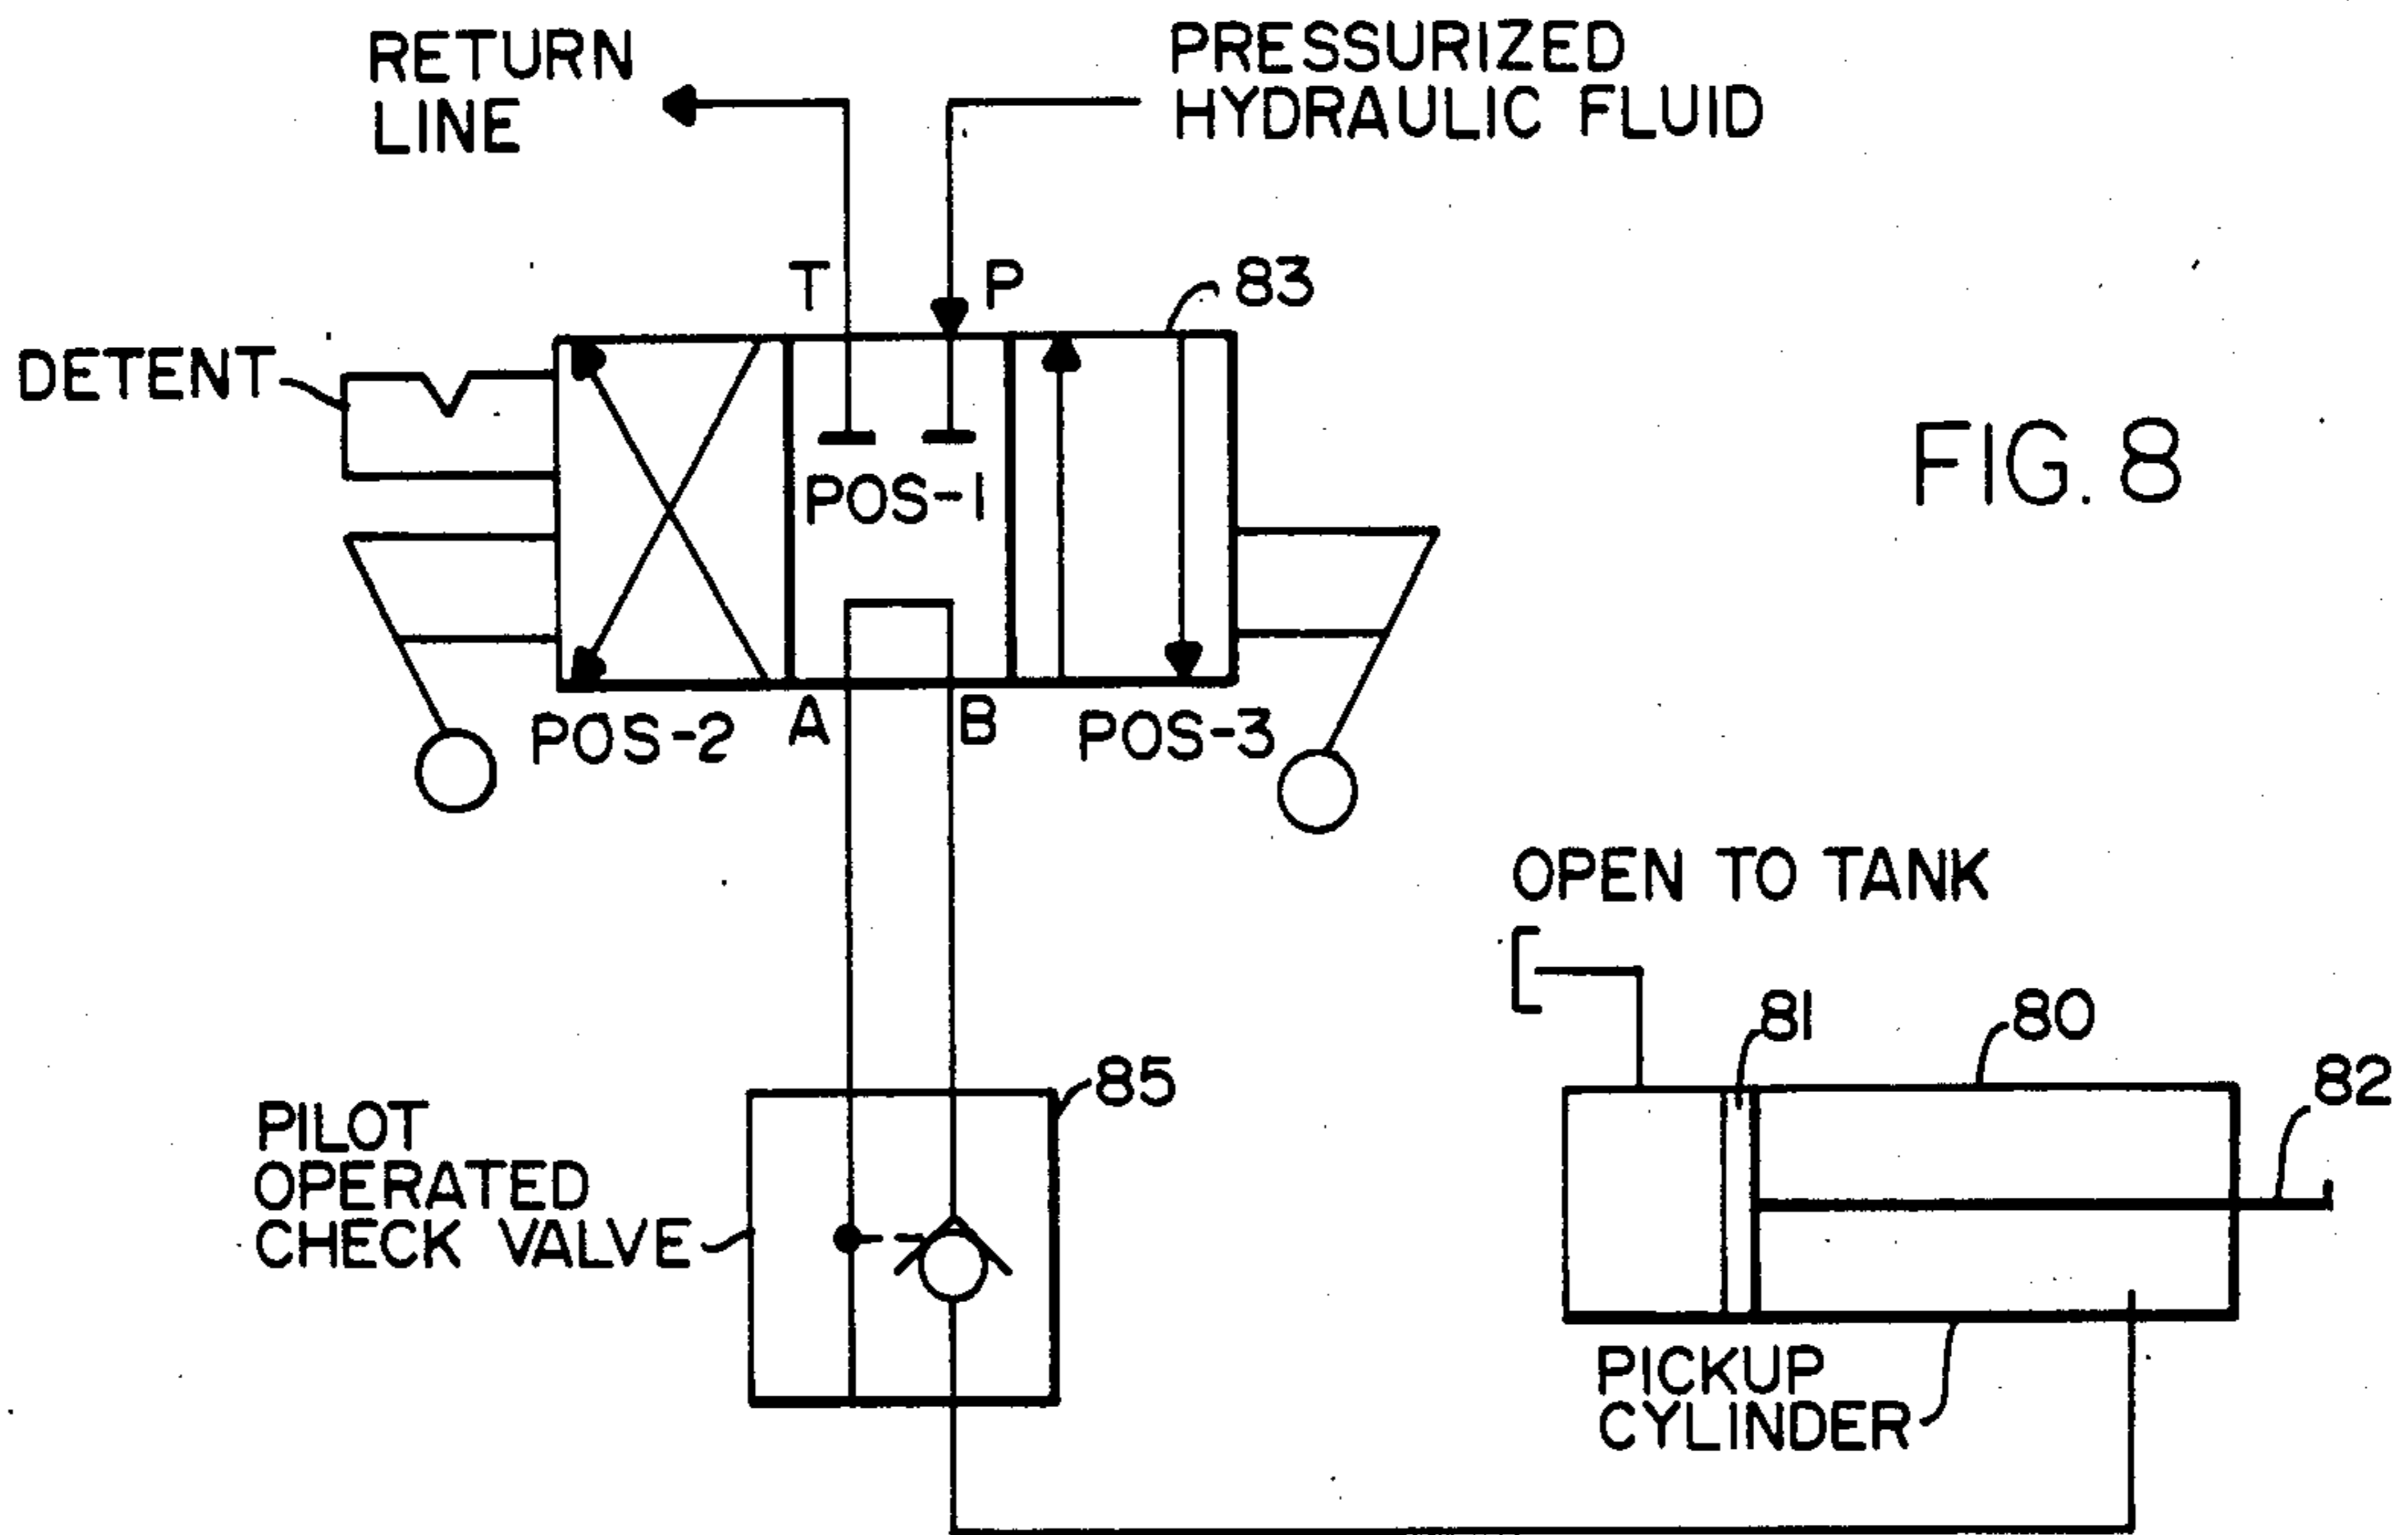 RETURN
LINE
PRESSURIZED
HYDRAULIC FLUID
T
P
83
DETENT
POS-1
FIG. 8
POS-2
A
B
POS-3
OPEN TO TANK
81
80
82
85
PILOT
OPERATED
CHECK VALVE
PICKUP
CYLINDER